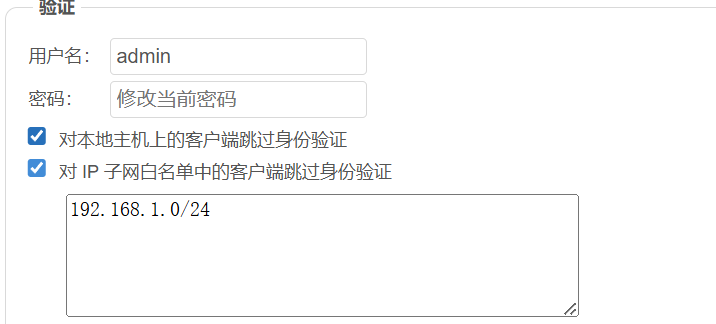 验证
用户名： admin
密码： 修改当前密码
对本地主机上的客户端跳过身份验证
对 IP 子网白名单中的客户端跳过身份验证
192.168.1.0/24